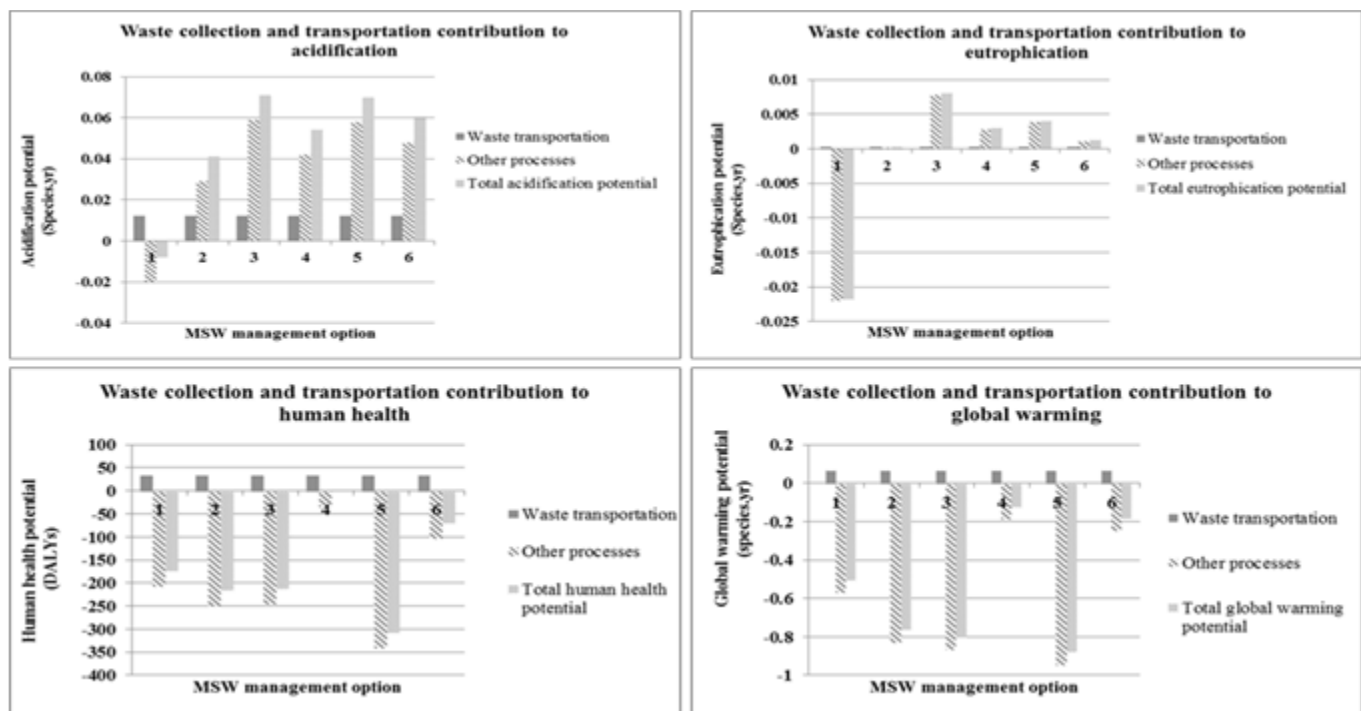 Waste collection and transportation contribution to
acidification
0.08
0.06
0.04
0.02
0
-0.02
-0.04
Acidification potential
(Species.yr)
1 2 3 4 5 6
MSW management option
Waste transportation
Other processes
Total acidification potential
Waste collection and transportation contribution to
eutrophication
0.01
0.005
0
-0.005
-0.01
-0.015
-0.02
-0.025
Eutrophication potential
(Species.yr)
1 2 3 4 5 6
MSW management option
Waste transportation
Other processes
Total eutrophication potential
Waste collection and transportation contribution to
human health
100
50
0
-50
-100
-150
-200
-250
-300
-350
-400
Human health potential
(DALYs)
1 2 3 4 5 6
MSW management option
Waste transportation
Other processes
Total human health
potential
Waste collection and transportation contribution to
global warming
0.2
0
-0.2
-0.4
-0.6
-0.8
-1
Global warming potential
(species.yr)
1 2 3 4 5 6
MSW management option
Waste transportation
Other processes
Total global warming
potential